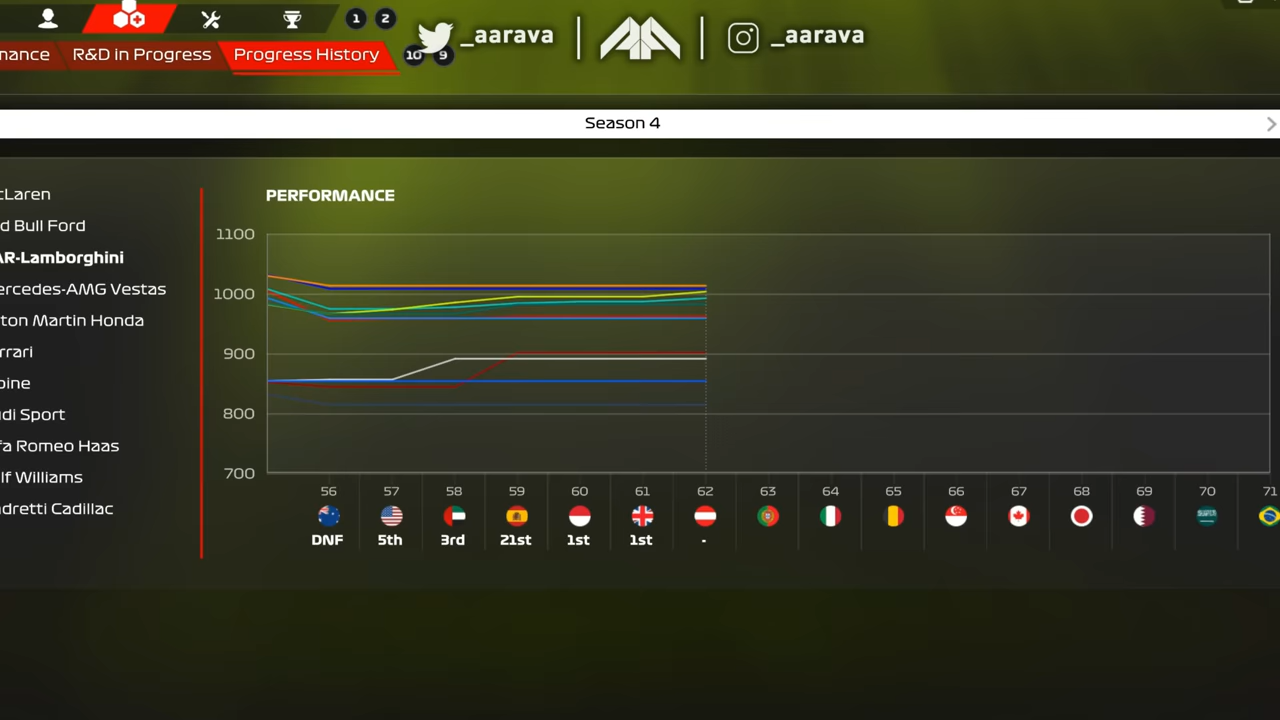 1 2
_aarava _aarava
nance R&D in Progress Progress History 10 9
Season 4
cLaren
d Bull Ford
AR-Lamborghini
ercedes-AMG Vestas
ton Martin Honda
rrari
pine
udi Sport
fa Romeo Haas
lf Williams
ndretti Cadillac
PERFORMANCE
1100
1000
900
800
700
56 57 58 59 60 61 62 63 64 65 66 67 68 69 70 71
DNF 5th 3rd 21st 1st 1st -